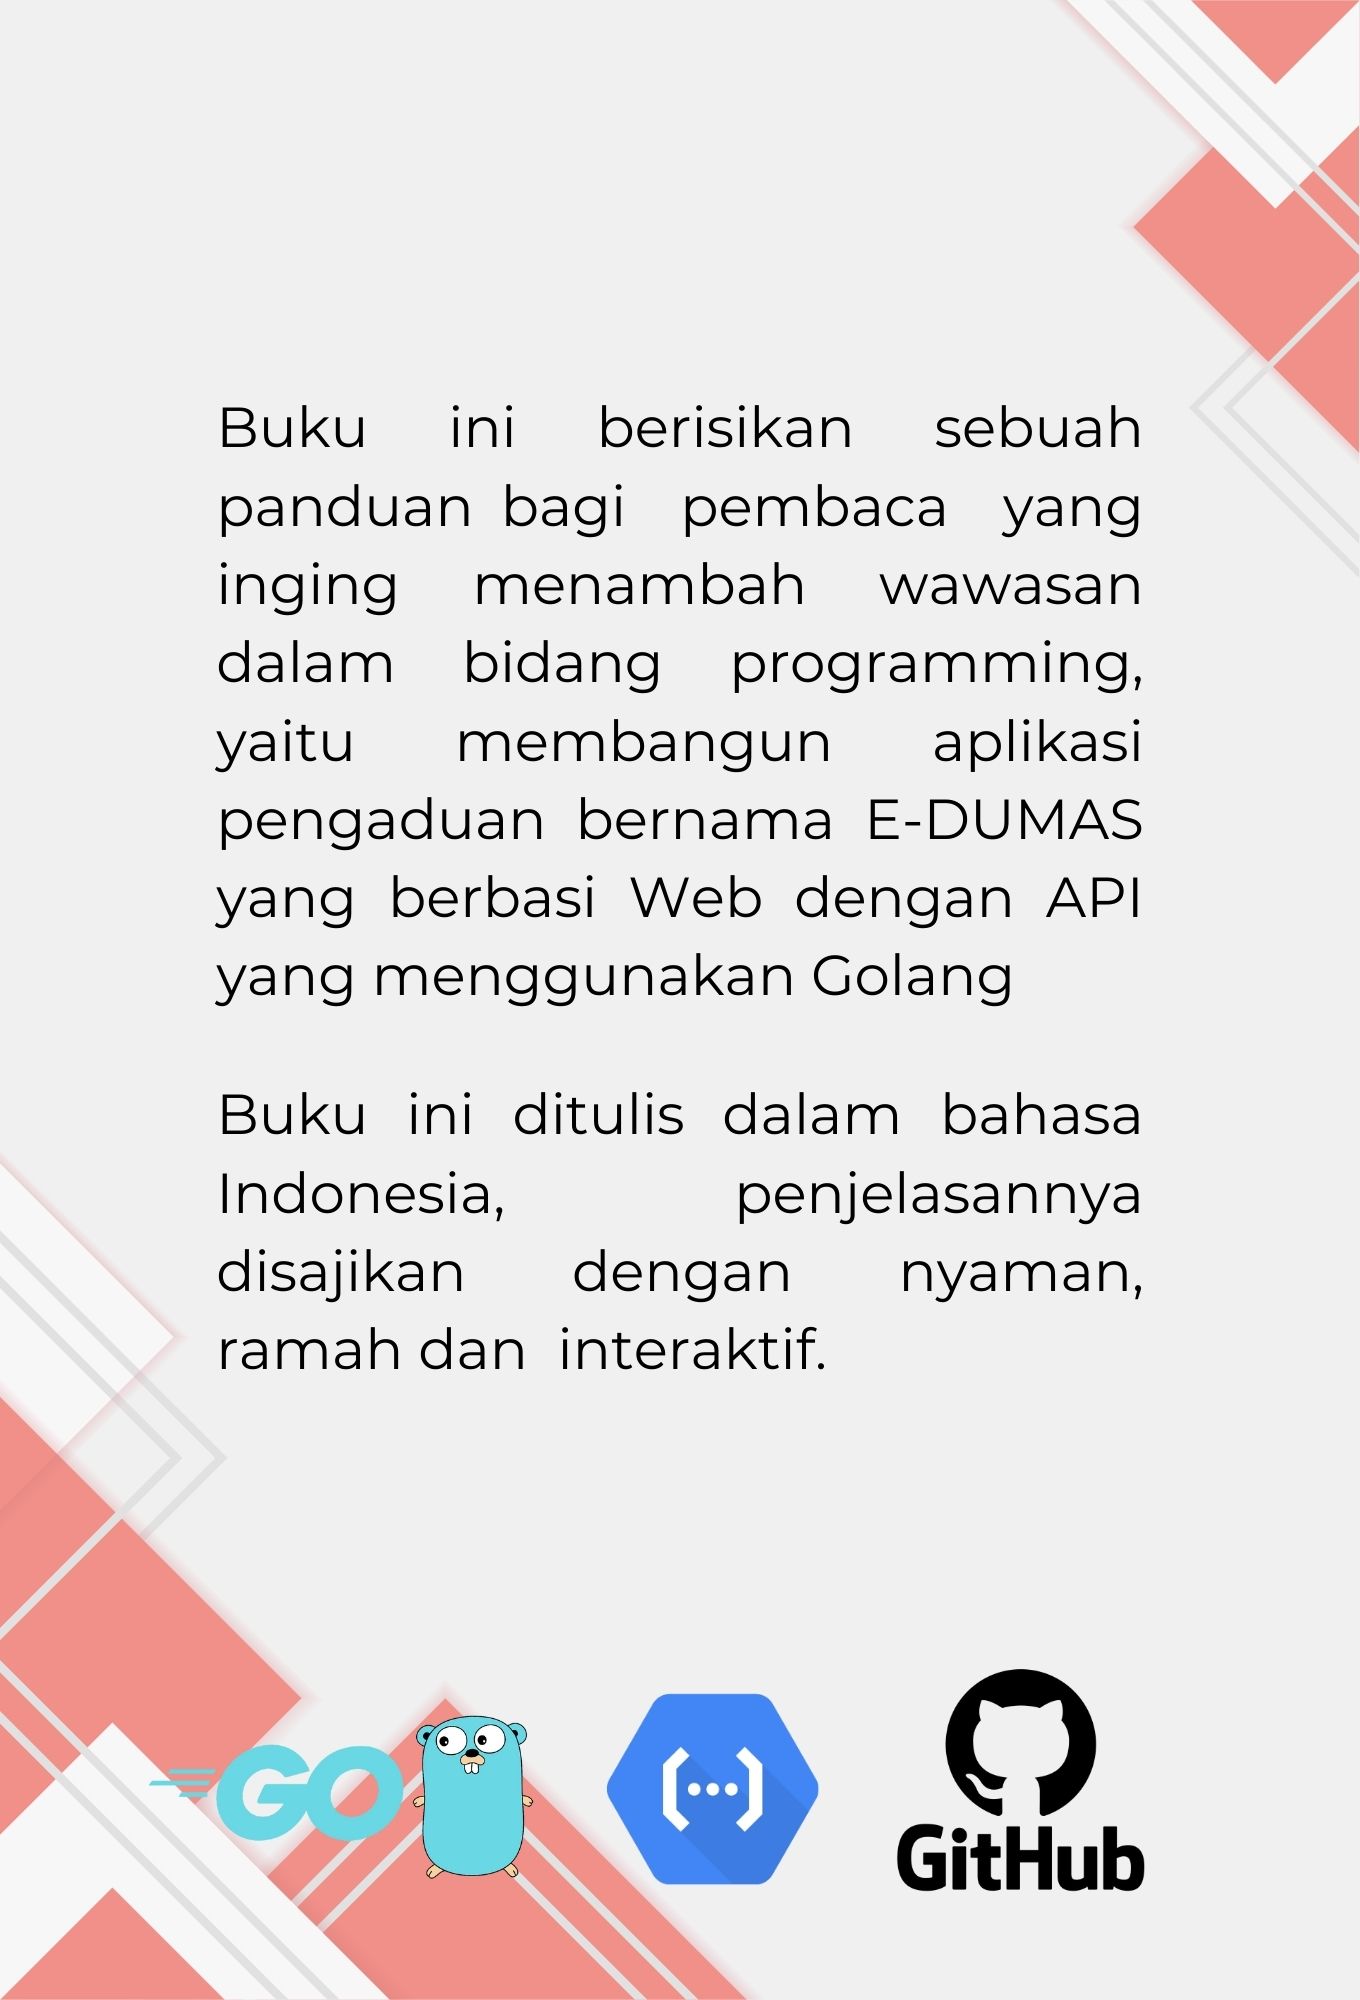 Buku ini berisikan sebuah
panduan bagi pembaca yang
inging menambah wawasan
dalam bidang programming,
yaitu membangun aplikasi
pengaduan bernama E-DUMAS
yang berbasi Web dengan API
yang menggunakan Golang
Buku ini ditulis dalam bahasa
Indonesia, penjelasannya
disajikan dengan nyaman,
ramah dan interaktif.
GO
GitHub